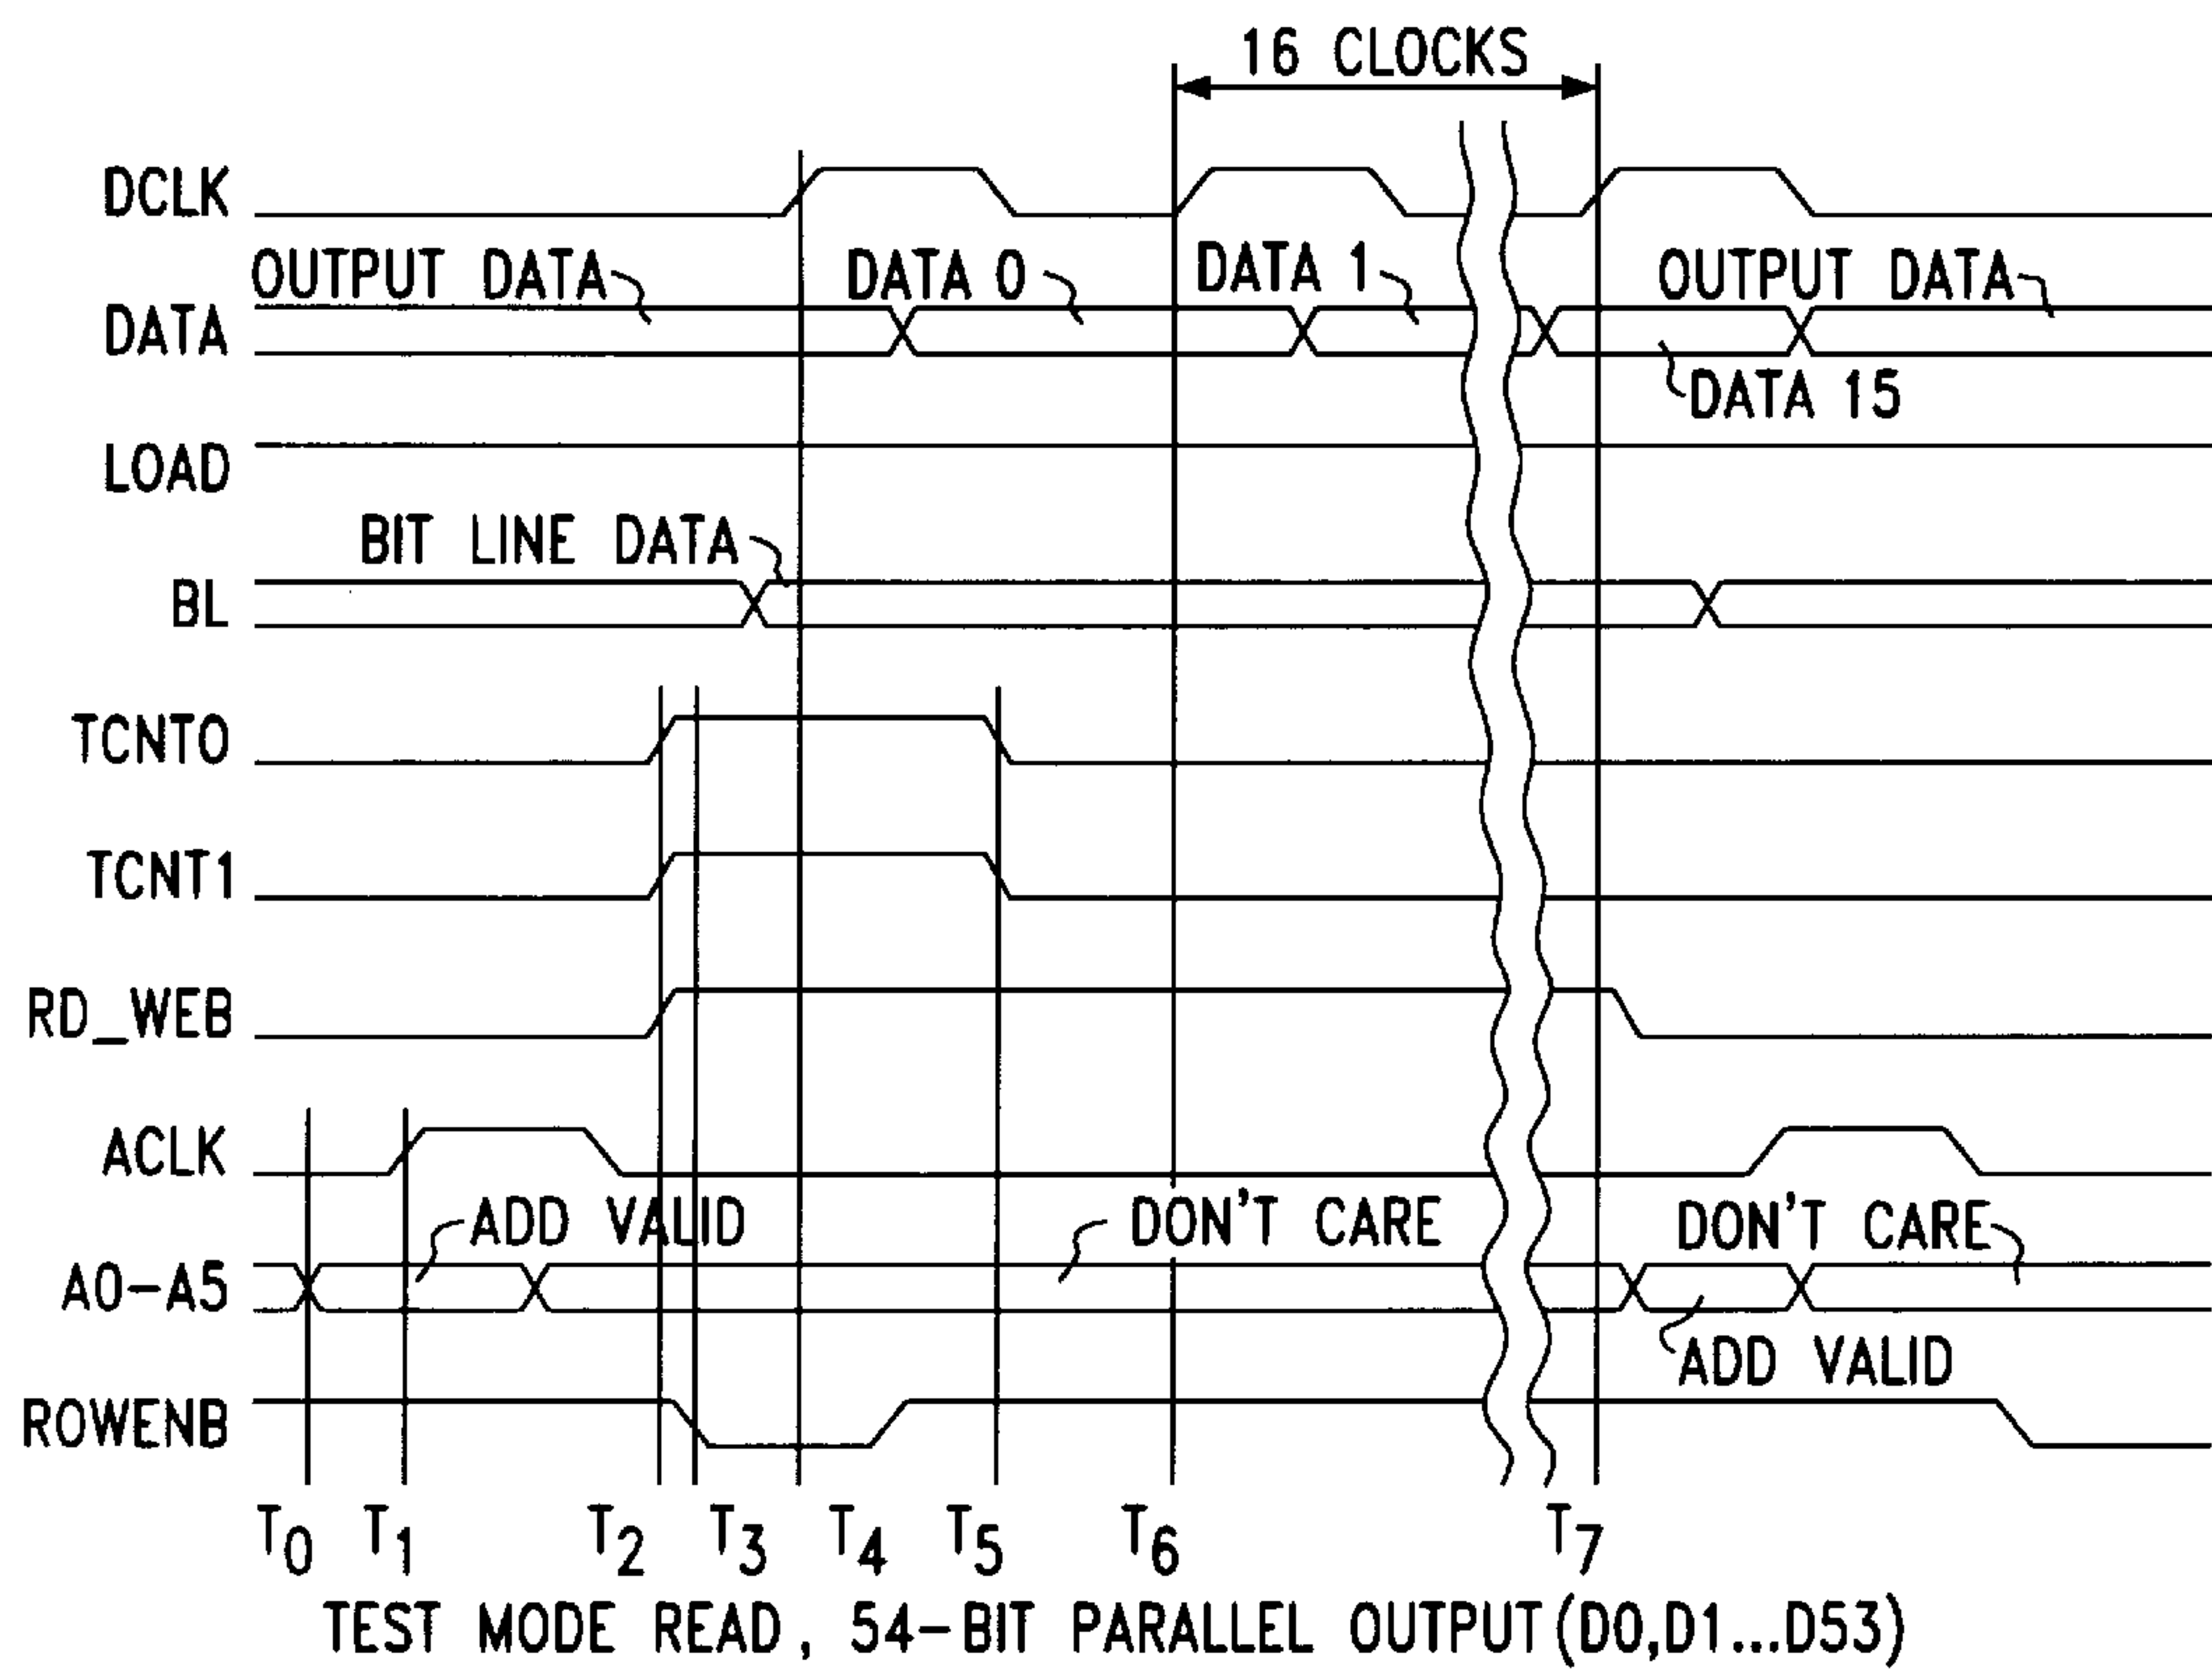 16 CLOCKS
DCLK
OUTPUT DATA
DATA 0
DATA 1
OUTPUT DATA
DATA
DATA 15
LOAD
BIT LINE DATA
BL
TCNT0
TCNT1
RD_WEB
ACLK
ADD VALID
DON'T CARE
DON'T CARE
A0-A5
ADD VALID
ROWENB
T0 T1 T2 T3 T4 T5 T6 T7
TEST MODE READ, 54-BIT PARALLEL OUTPUT(D0,D1...D53)